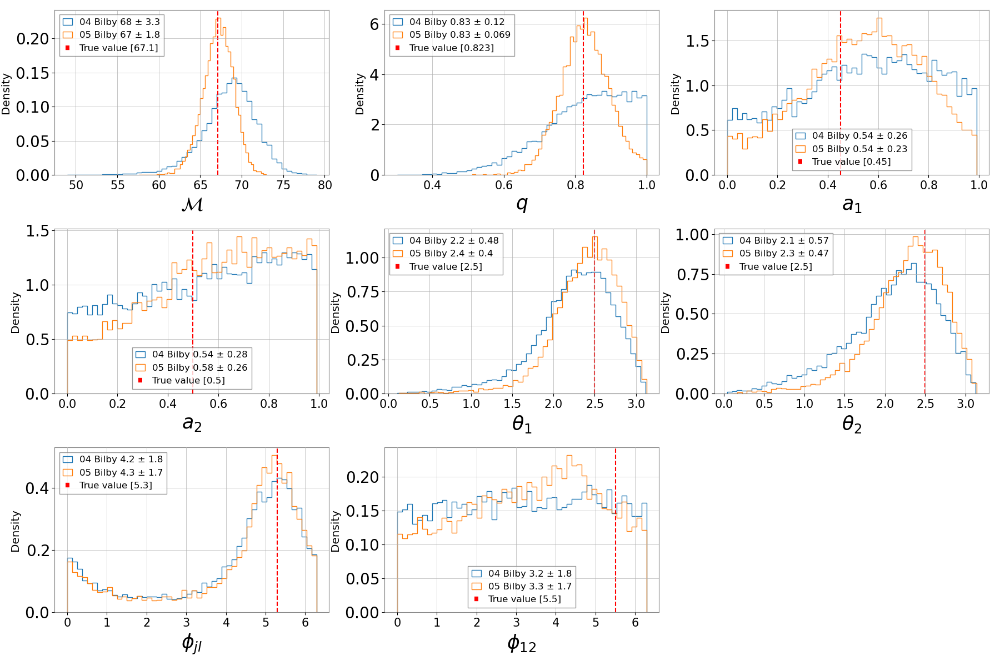 04 Bilby 68 ± 3.3
05 Bilby 67 ± 1.8
True value [67.1]
Density
0.20
0.15
0.10
0.05
0.00
50 55 60 65 70 75 80
ℳ
04 Bilby 0.83 ± 0.12
05 Bilby 0.83 ± 0.069
True value [0.823]
Density
6
4
2
0
0.4 0.6 0.8 1.0
q
04 Bilby 0.54 ± 0.26
05 Bilby 0.54 ± 0.23
True value [0.45]
Density
1.5
1.0
0.5
0.0
0.0 0.2 0.4 0.6 0.8 1.0
a₁
04 Bilby 0.54 ± 0.28
05 Bilby 0.58 ± 0.26
True value [0.5]
Density
1.5
1.0
0.5
0.0
0.0 0.2 0.4 0.6 0.8 1.0
a₂
04 Bilby 2.2 ± 0.48
05 Bilby 2.4 ± 0.4
True value [2.5]
Density
1.00
0.75
0.50
0.25
0.00
0.0 0.5 1.0 1.5 2.0 2.5 3.0
θ₁
04 Bilby 2.1 ± 0.57
05 Bilby 2.3 ± 0.47
True value [2.5]
Density
1.00
0.75
0.50
0.25
0.00
0.0 0.5 1.0 1.5 2.0 2.5 3.0
θ₂
04 Bilby 4.2 ± 1.8
05 Bilby 4.3 ± 1.7
True value [5.3]
Density
0.4
0.2
0.0
0 1 2 3 4 5 6
ϕ_jl
04 Bilby 3.2 ± 1.8
05 Bilby 3.3 ± 1.7
True value [5.5]
Density
0.20
0.15
0.10
0.05
0.00
0 1 2 3 4 5 6
ϕ₁₂